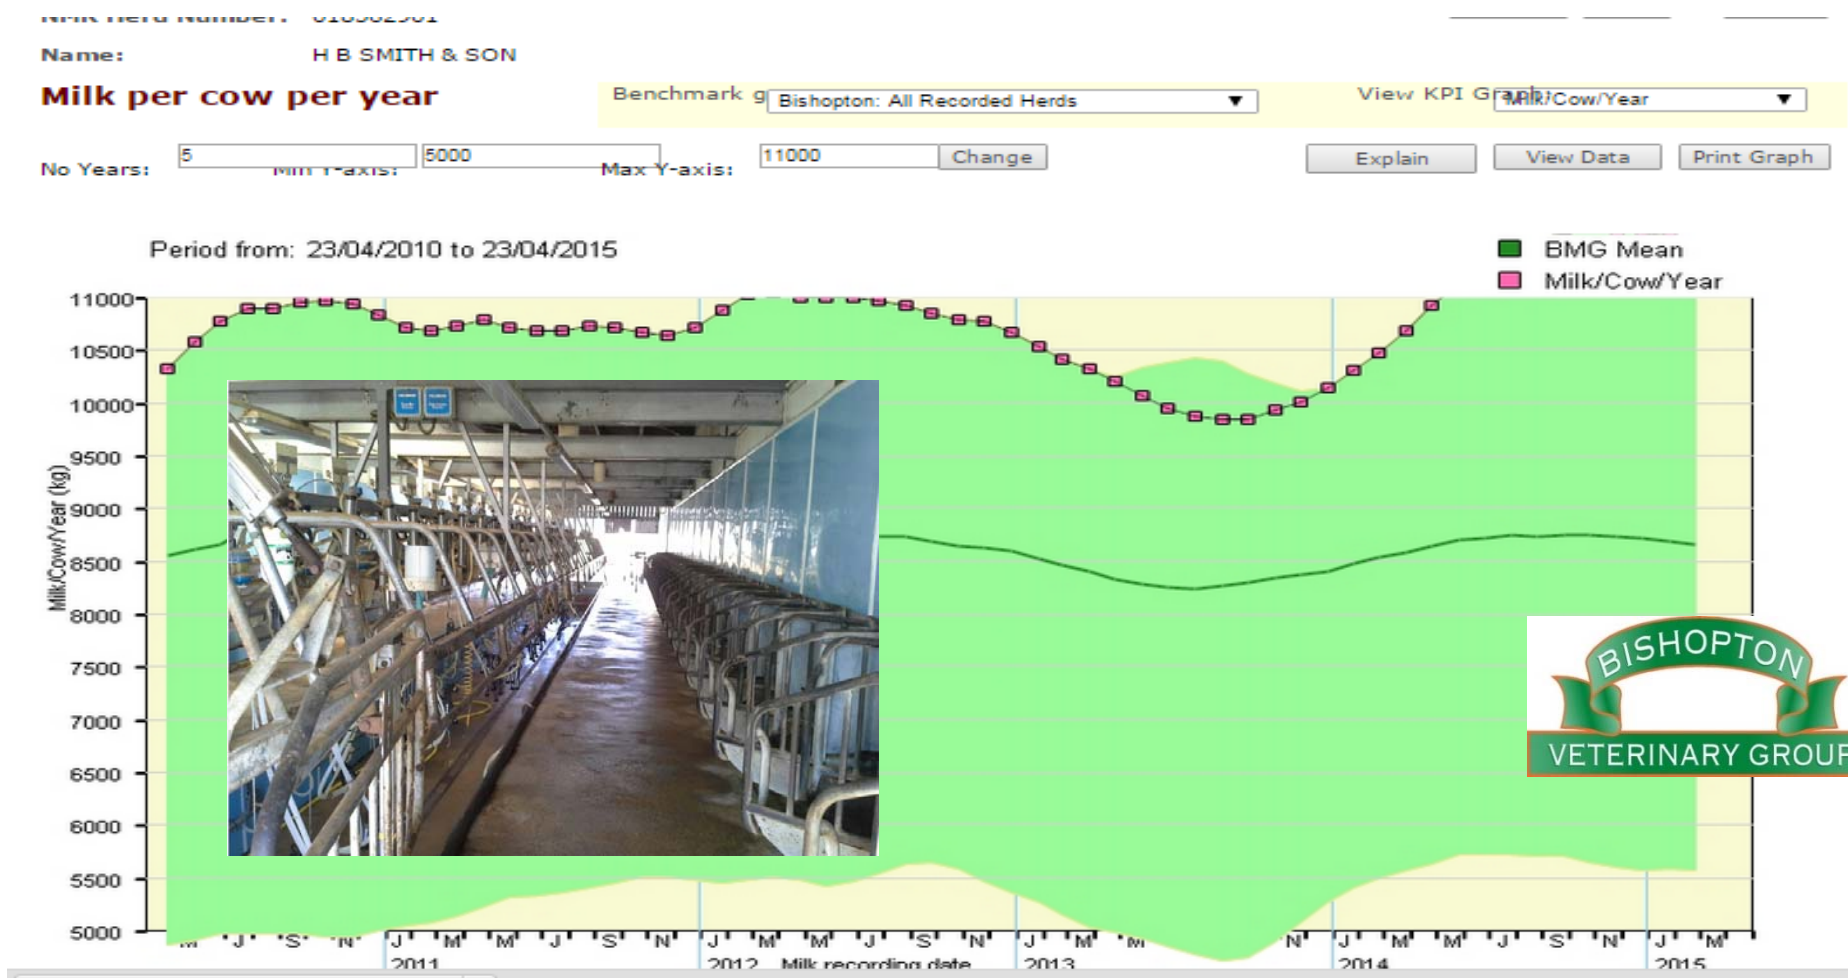 Name: H B SMITH & SON
Milk per cow per year Benchmark g Bishopton: All Recorded Herds View KPI Graph: Milk/Cow/Year
No Years: 5 Min Y-axis: 5000 Max Y-axis: 11000 Change Explain View Data Print Graph
Period from: 23/04/2010 to 23/04/2015
BMG Mean
Milk/Cow/Year
11000
10500
10000
9500
9000
8500
8000
7500
7000
6500
6000
5500
5000
Milk/Cow/Year (kg)
BISHOPTON
VETERINARY GROUP
M J S N J M M J S N J M M J S N J M M N J M M J S N J M
2011 2012 Milk recording date 2013 2014 2015